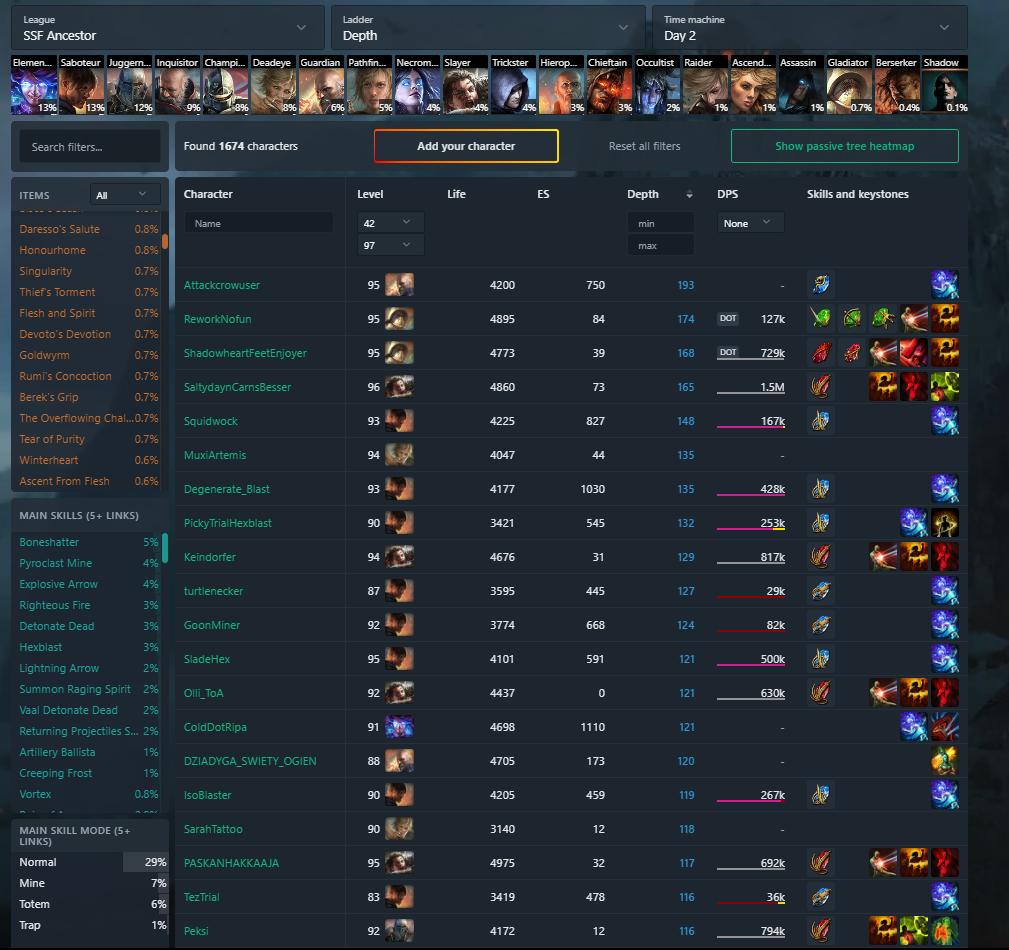 League
SSF Ancestor
Ladder
Depth
Time machine
Day 2
Elemen... Saboteur Juggern... Inquisitor Champi... Deadeye Guardian Pathfin... Necrom... Slayer Trickster Hierop... Chieftain Occultist Raider Ascend... Assassin Gladiator Berserker Shadow
13% 13% 12% 9% 8% 8% 6% 5% 4% 4% 4% 3% 3% 2% 1% 1% 1% 0.7% 0.4% 0.1%
Search filters...
Found 1674 characters
Add your character
Reset all filters
Show passive tree heatmap
ITEMS
All
Daresso's Salute 0.8%
Honourhome 0.8%
Singularity 0.7%
Thief's Torment 0.7%
Flesh and Spirit 0.7%
Devoto's Devotion 0.7%
Goldwyrm 0.7%
Rumi's Concoction 0.7%
Berek's Grip 0.7%
The Overflowing Chal... 0.7%
Tear of Purity 0.7%
Winterheart 0.6%
Ascent From Flesh 0.6%
MAIN SKILLS (5+ LINKS)
Boneshatter 5%
Pyroclast Mine 4%
Explosive Arrow 4%
Righteous Fire 3%
Detonate Dead 3%
Hexblast 3%
Lightning Arrow 2%
Summon Raging Spirit 2%
Vaal Detonate Dead 2%
Returning Projectiles S... 2%
Artillery Ballista 1%
Creeping Frost 1%
Vortex 0.8%
MAIN SKILL MODE (5+
LINKS)
Normal 29%
Mine 7%
Totem 6%
Trap 1%
Character Level Life ES Depth DPS Skills and keystones
Name 42 min None
97 max
Attackcrowuser 95 4200 750 193 -
ReworkNofun 95 4895 84 174 DOT 127k
ShadowheartFeetEnjoyer 95 4773 39 168 DOT 729k
SaltydaynCarnsBesser 96 4860 73 165 1.5M
Squidwock 93 4225 827 148 167k
MuxiArtemis 94 4047 44 135 -
Degenerate_Blast 93 4177 1030 135 428k
PickyTrialHexblast 90 3421 545 132 253k
Keindorfer 94 4676 31 129 817k
turtlenecker 87 3595 445 127 29k
GoonMiner 92 3774 668 124 82k
SladeHex 95 4101 591 121 500k
Olli_ToA 92 4437 0 121 630k
ColdDotRipa 91 4698 1110 121 -
DZIADYGA_SWIETY_OGIEN 88 4705 173 120 -
IsoBlaster 90 4205 459 119 267k
SarahTattoo 90 3140 12 118 -
PASKANHAKKAAJA 95 4975 32 117 692k
TezTrial 83 3419 478 116 36k
Peksi 92 4172 12 116 794k